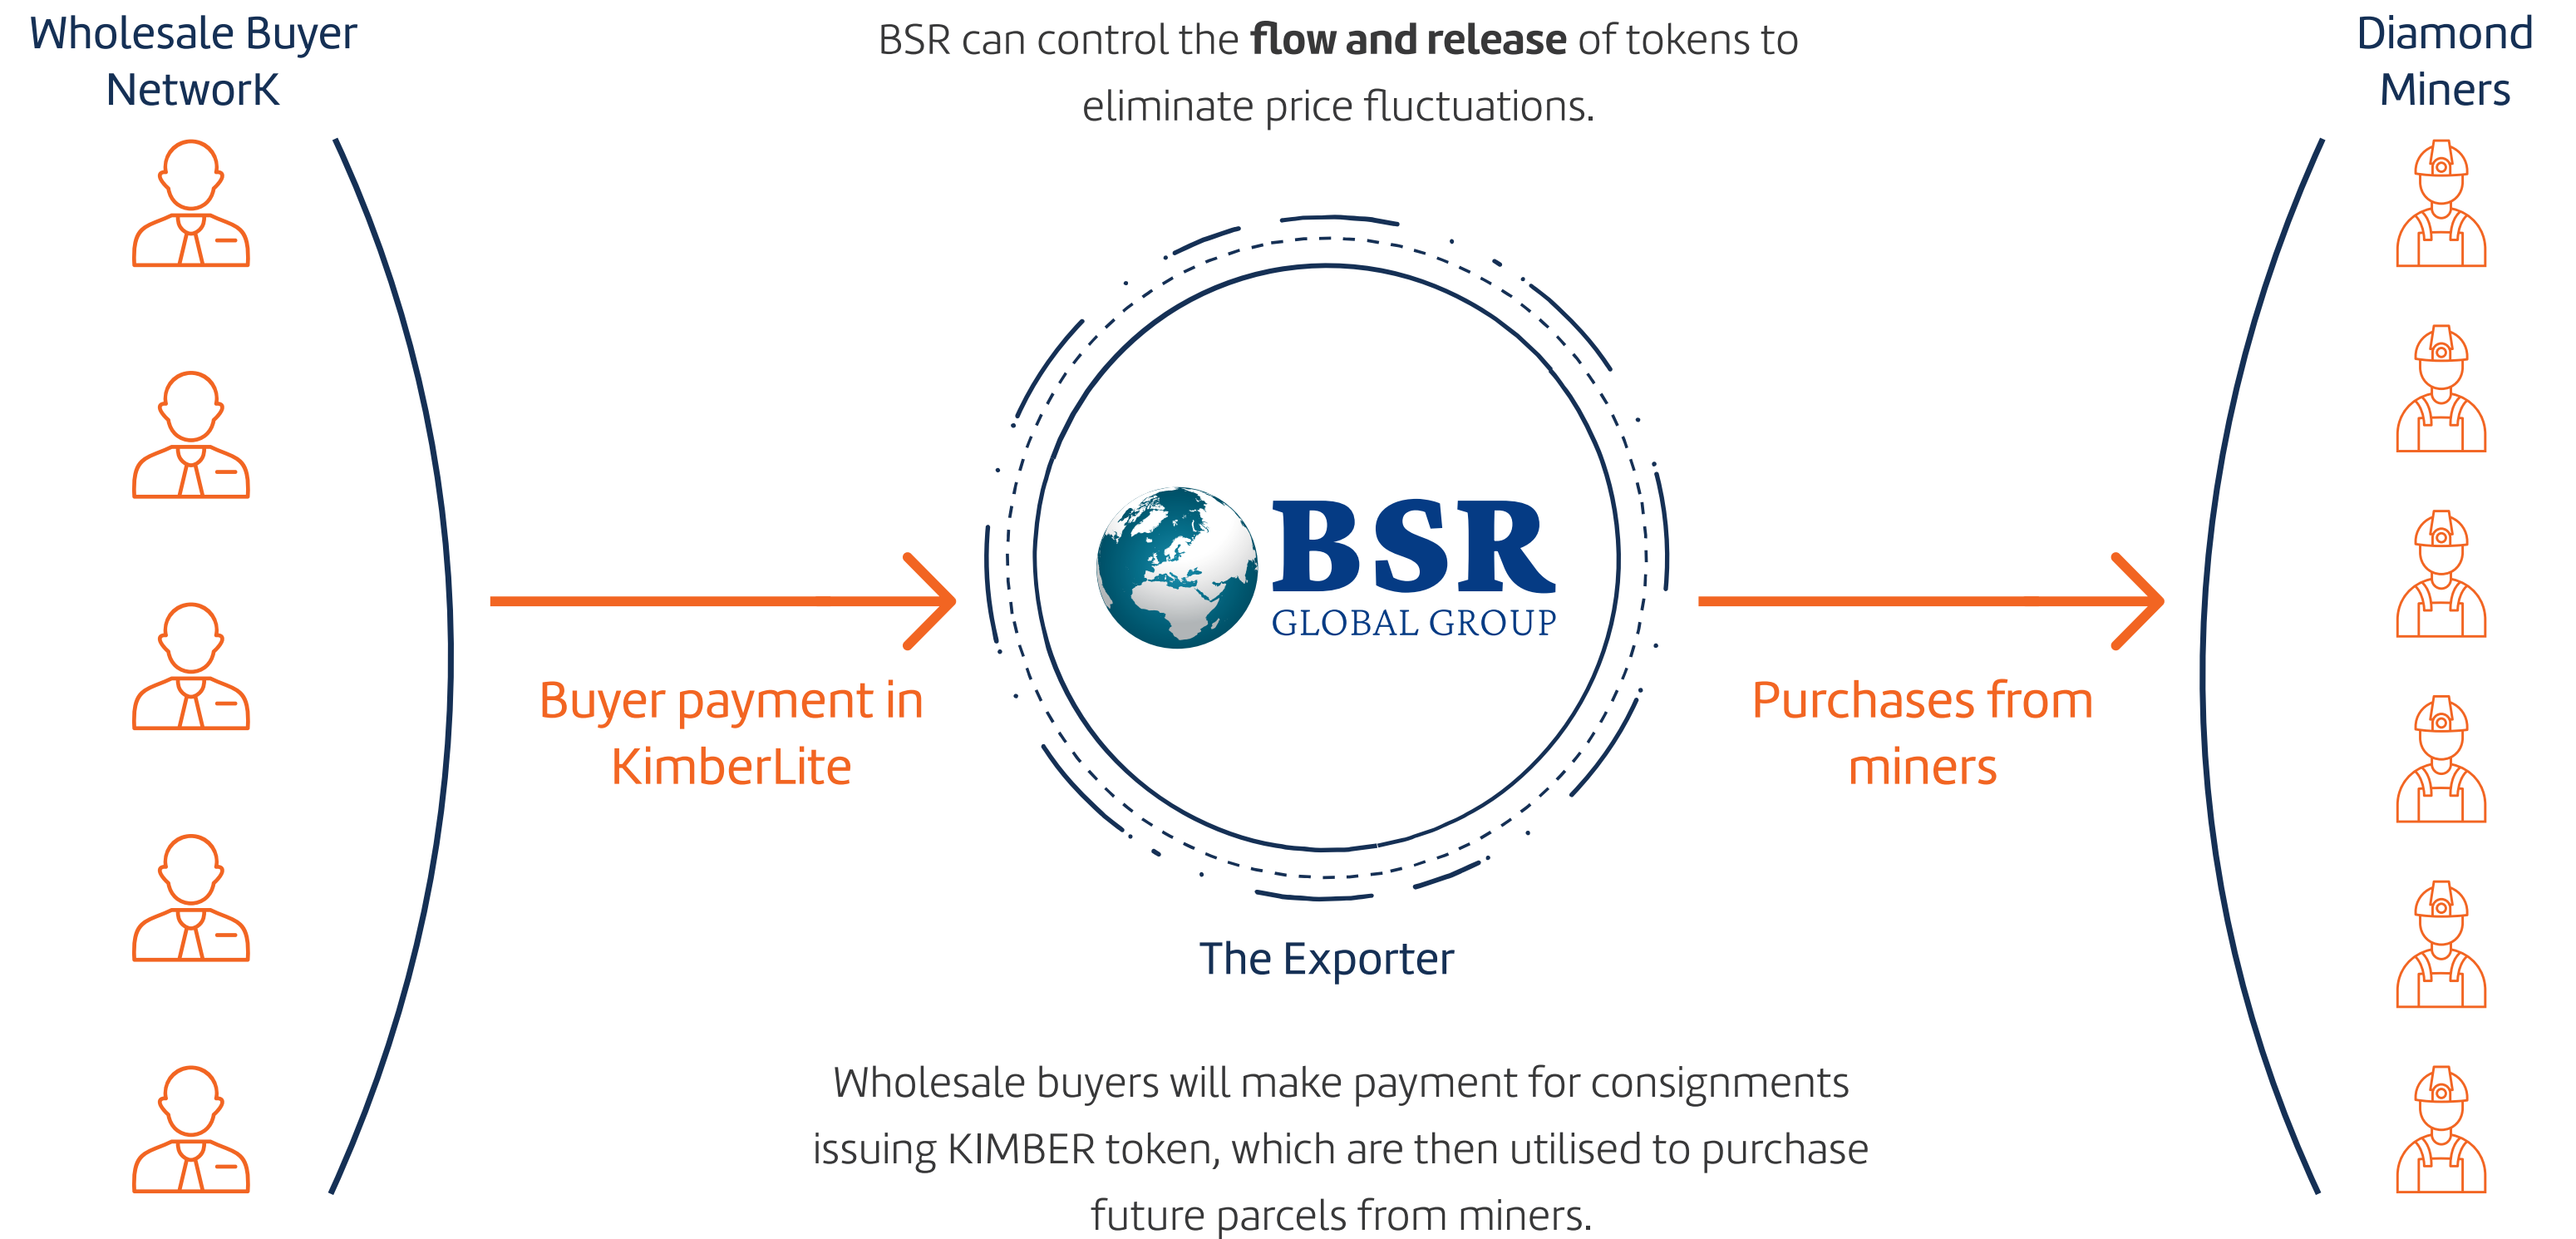 Wholesale Buyer
NetworK
BSR can control the flow and release of tokens to
eliminate price fluctuations.
Diamond
Miners
BSR
GLOBAL GROUP
Buyer payment in
KimberLite
Purchases from
miners
The Exporter
Wholesale buyers will make payment for consignments
issuing KIMBER token, which are then utilised to purchase
future parcels from miners.